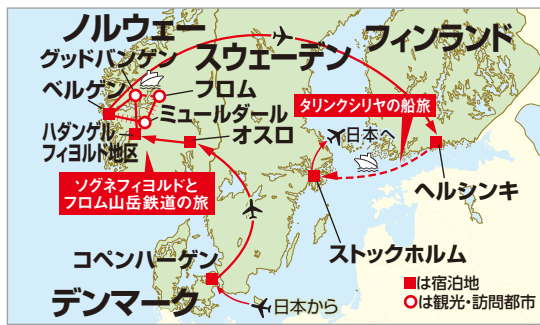 ノルウェー
フィンランド
スウェーデン
グッドバンゲン
ベルゲン
フロム
ミュールダール
タリンクシリヤの船旅
日本へ
ハダンゲル
フィヨルド地区
オスロ
ソグネフィヨルドと
フロム山岳鉄道の旅
ヘルシンキ
ストックホルム
コペンハーゲン
デンマーク
日本から
■は宿泊地
○は観光・訪問都市